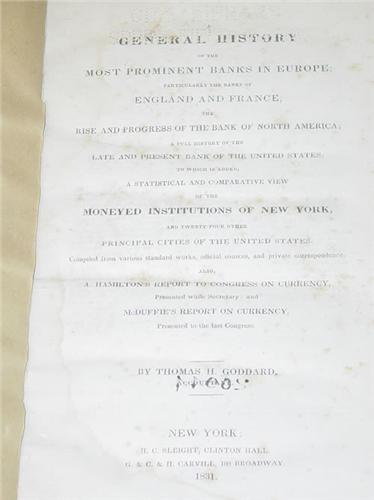 A
GENERAL HISTORY
OF THE
MOST PROMINENT BANKS IN EUROPE:
PARTICULARLY THE BANKS OF
ENGLAND AND FRANCE;
THE
RISE AND PROGRESS OF THE BANK OF NORTH AMERICA;
A FULL HISTORY OF THE
LATE AND PRESENT BANK OF THE UNITED STATES:
TO WHICH IS ADDED,
A STATISTICAL AND COMPARATIVE VIEW
OF THE
MONEYED INSTITUTIONS OF NEW YORK,
AND TWENTY-FOUR OTHER
PRINCIPAL CITIES OF THE UNITED STATES.
Compiled from various standard works, official sources, and private correspondence.
ALSO,
A. HAMILTON'S REPORT TO CONGRESS ON CURRENCY,
Presented while Secretary: and
McDUFFIE'S REPORT ON CURRENCY,
Presented to the last Congress.
BY THOMAS H. GODDARD,
ACCOUNTANT.
NEW YORK:
H. C. SLEIGHT, CLINTON HALL.
G. & C. & H. CARVILL, 108 BROADWAY.
1831.